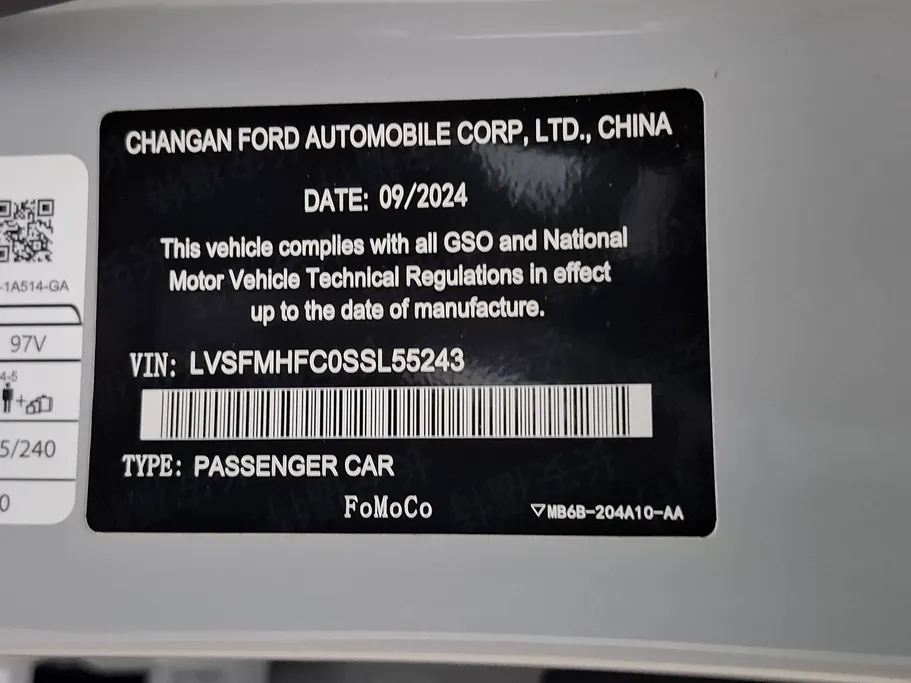 CHANGAN FORD AUTOMOBILE CORP, LTD., CHINA
DATE: 09/2024
This vehicle complies with all GSO and National
Motor Vehicle Technical Regulations in effect
up to the date of manufacture.
VIN: LVSFMHFC0SSL55243
TYPE: PASSENGER CAR
FoMoCo
▽MB6B-204A10-AA
-1A514-GA
97V
4-5
+
5/240
0